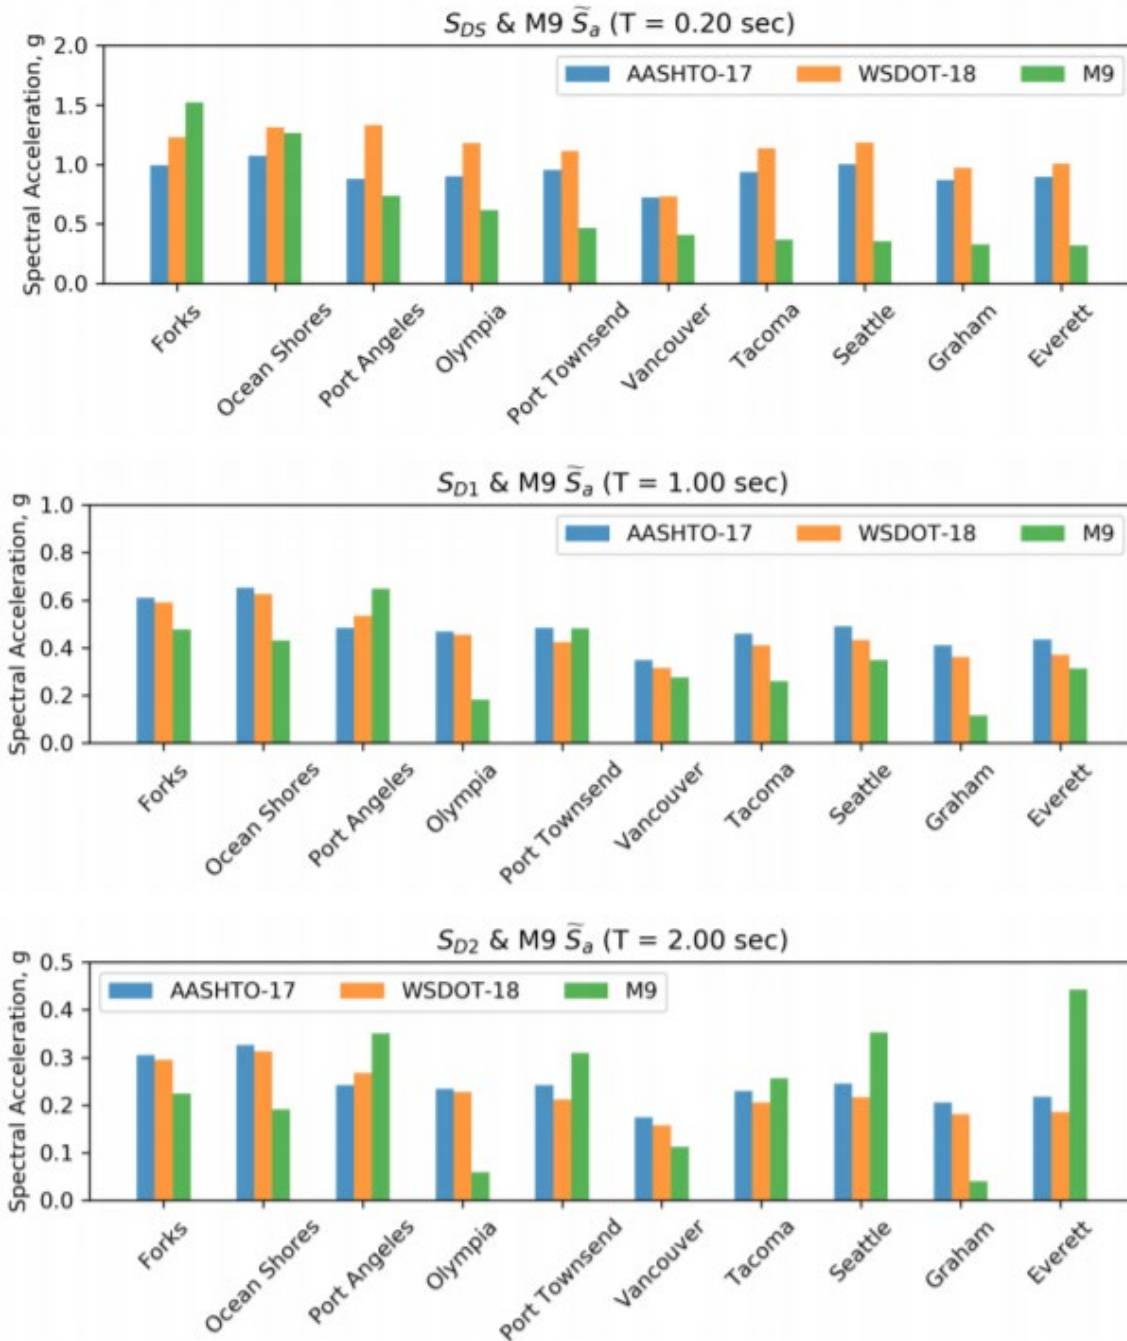 S_DS & M9 S̃_a (T = 0.20 sec)
2.0
AASHTO-17 WSDOT-18 M9
1.5
1.0
0.5
0.0
Spectral Acceleration, g
Forks Ocean Shores Port Angeles Olympia Port Townsend Vancouver Tacoma Seattle Graham Everett
S_D1 & M9 S̃_a (T = 1.00 sec)
1.0
AASHTO-17 WSDOT-18 M9
0.8
0.6
0.4
0.2
0.0
Spectral Acceleration, g
Forks Ocean Shores Port Angeles Olympia Port Townsend Vancouver Tacoma Seattle Graham Everett
S_D2 & M9 S̃_a (T = 2.00 sec)
0.5
AASHTO-17 WSDOT-18 M9
0.4
0.3
0.2
0.1
0.0
Spectral Acceleration, g
Forks Ocean Shores Port Angeles Olympia Port Townsend Vancouver Tacoma Seattle Graham Everett